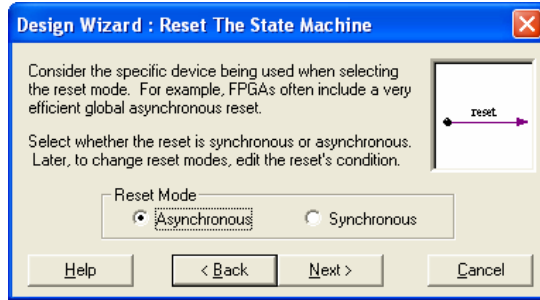 Design Wizard : Reset The State Machine
Consider the specific device being used when selecting
the reset mode. For example, FPGAs often include a very
efficient global asynchronous reset.
Select whether the reset is synchronous or asynchronous.
Later, to change reset modes, edit the reset's condition.
reset
Reset Mode
Asynchronous
Synchronous
Help
< Back
Next >
Cancel